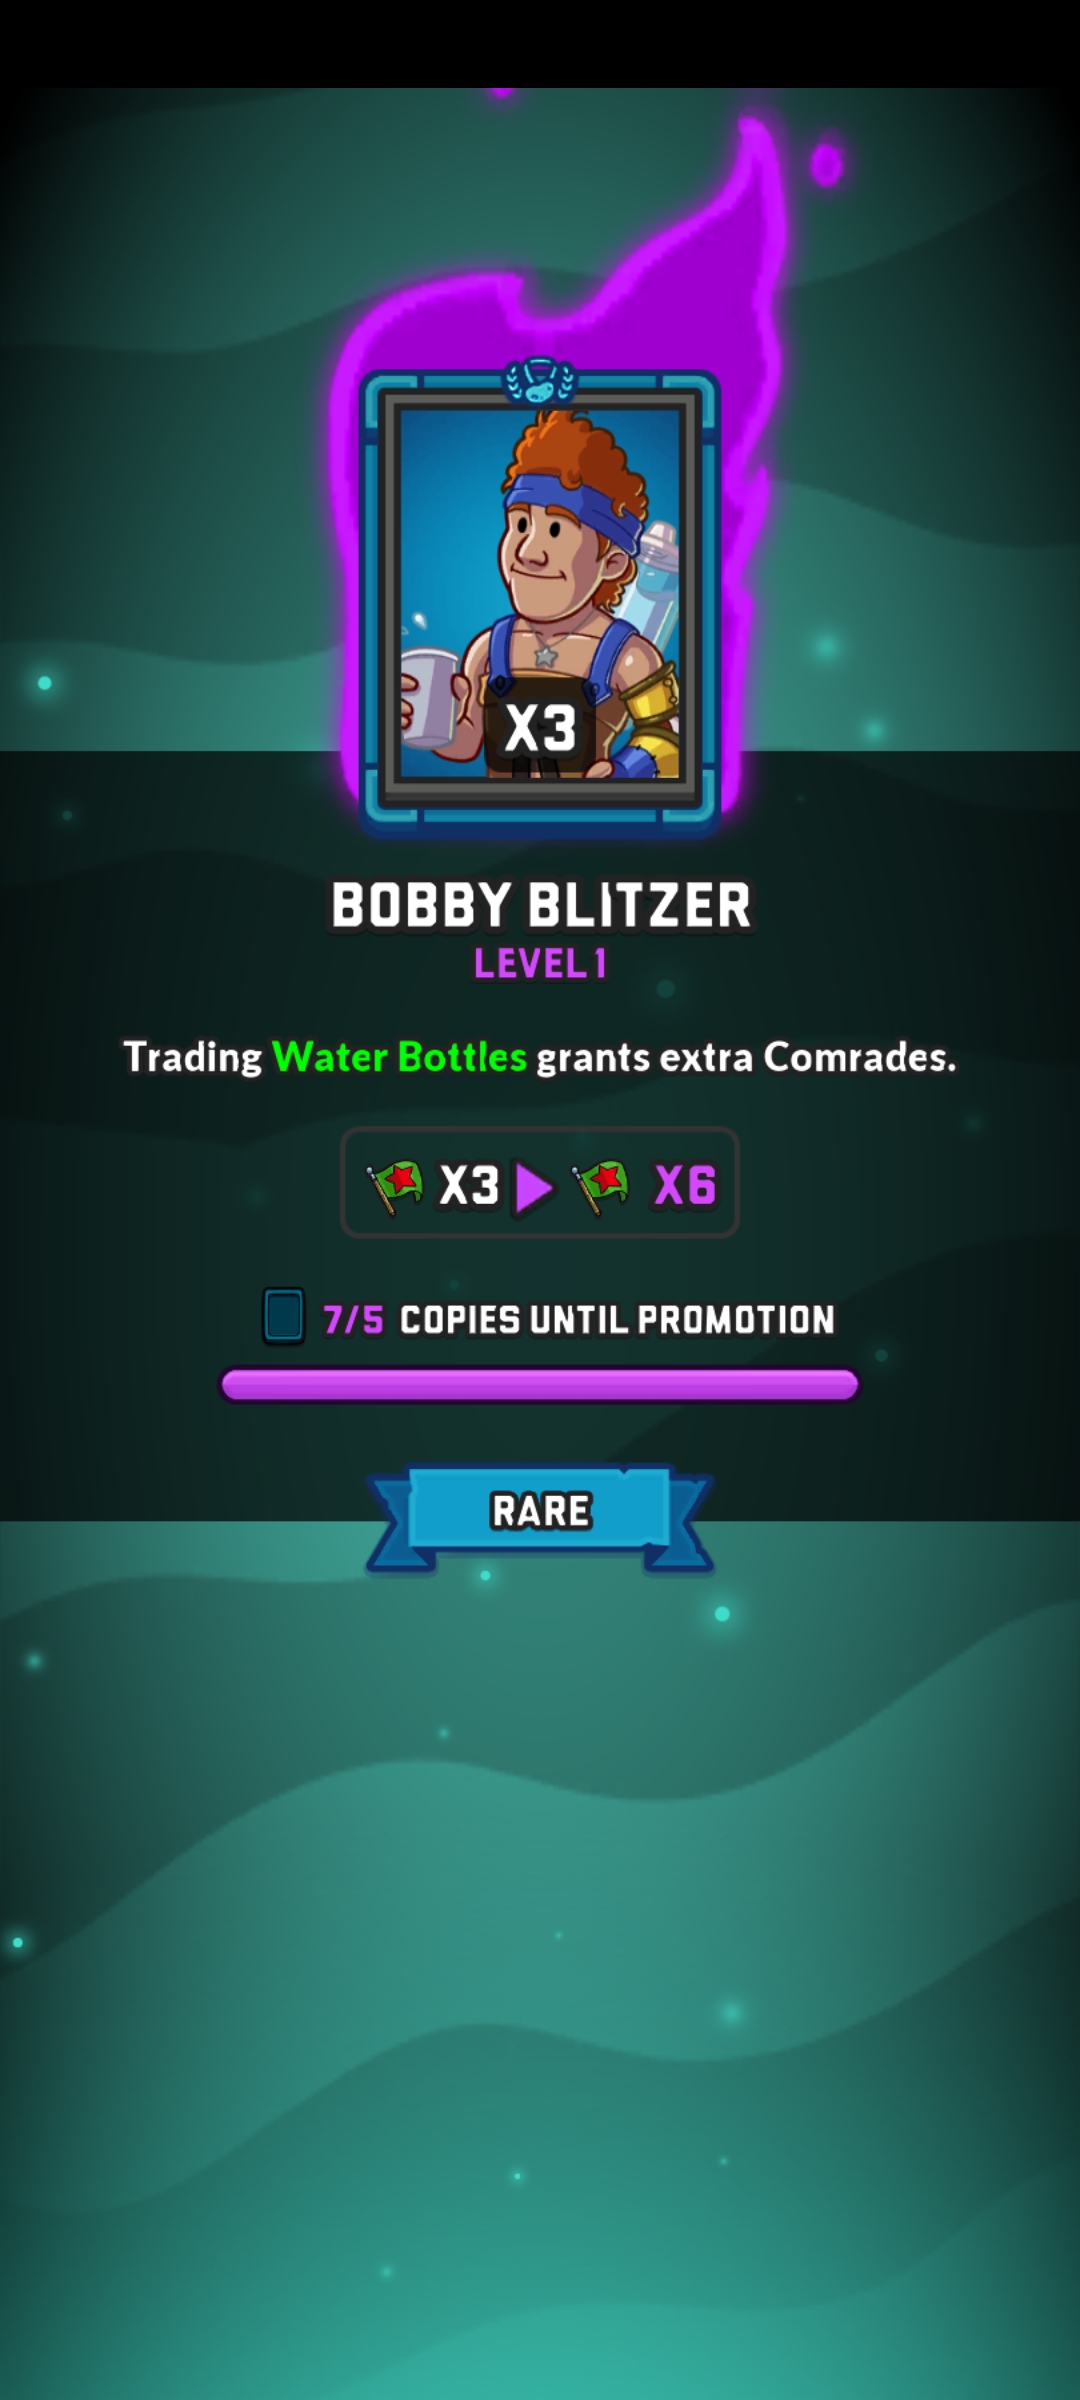 X3
BOBBY BLITZER
LEVEL 1
Trading Water Bottles grants extra Comrades.
X3 X6
7/5 COPIES UNTIL PROMOTION
RARE